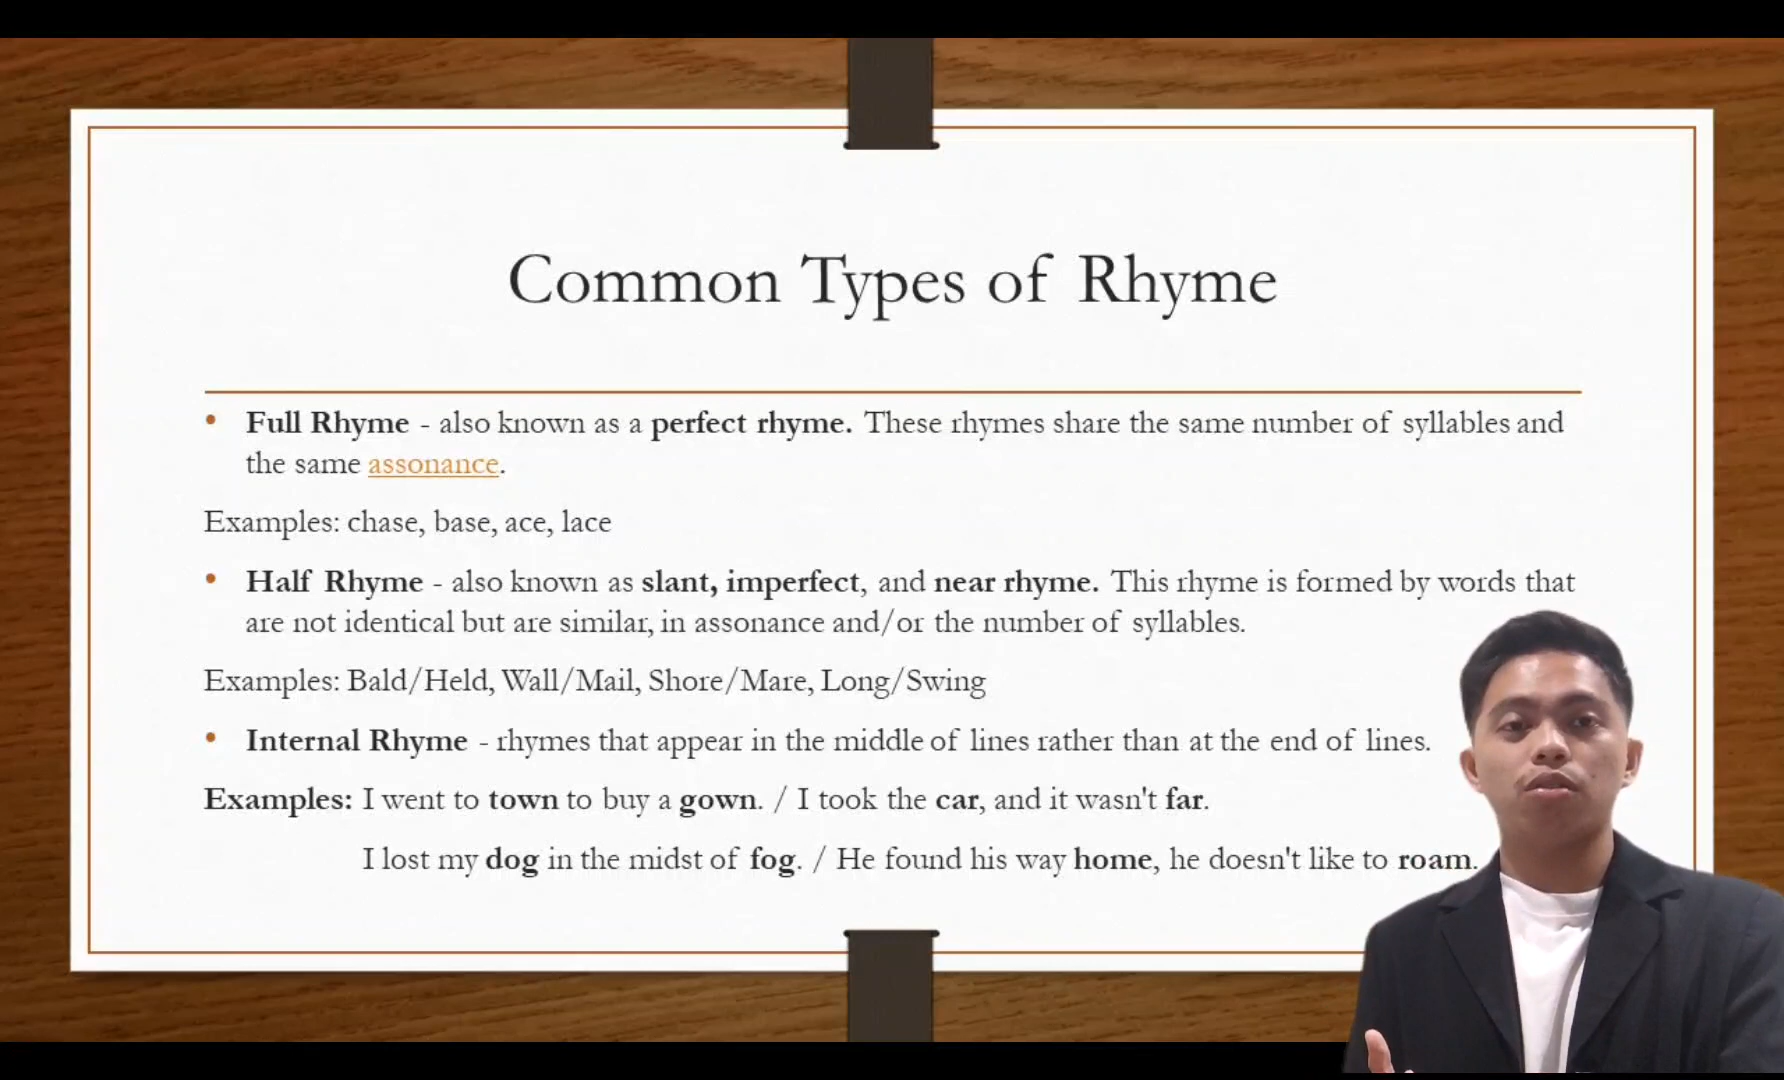 Common Types of Rhyme
• Full Rhyme - also known as a perfect rhyme. These rhymes share the same number of syllables and
the same assonance.
Examples: chase, base, ace, lace
• Half Rhyme - also known as slant, imperfect, and near rhyme. This rhyme is formed by words that
are not identical but are similar, in assonance and/or the number of syllables.
Examples: Bald/Held, Wall/Mail, Shore/Mare, Long/Swing
• Internal Rhyme - rhymes that appear in the middle of lines rather than at the end of lines.
Examples: I went to town to buy a gown. / I took the car, and it wasn't far.
I lost my dog in the midst of fog. / He found his way home, he doesn't like to roam.